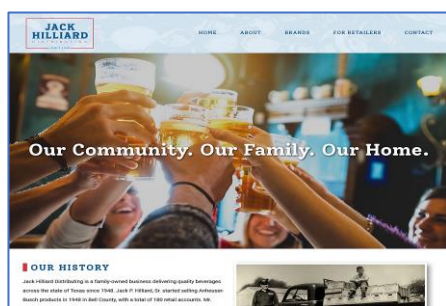 JACK
HILLIARD
DISTRIBUTING
HOME ABOUT BRANDS FOR RETAILERS CONTACT
Our Community. Our Family. Our Home.
OUR HISTORY
Jack Hilliard Distributing is a family-owned business delivering quality beverages
across the state of Texas since 1948. Jack P. Hilliard, Sr. started selling Anheuser-
Busch products in 1948 in Bell County, with a total of 180 retail accounts. Mr.